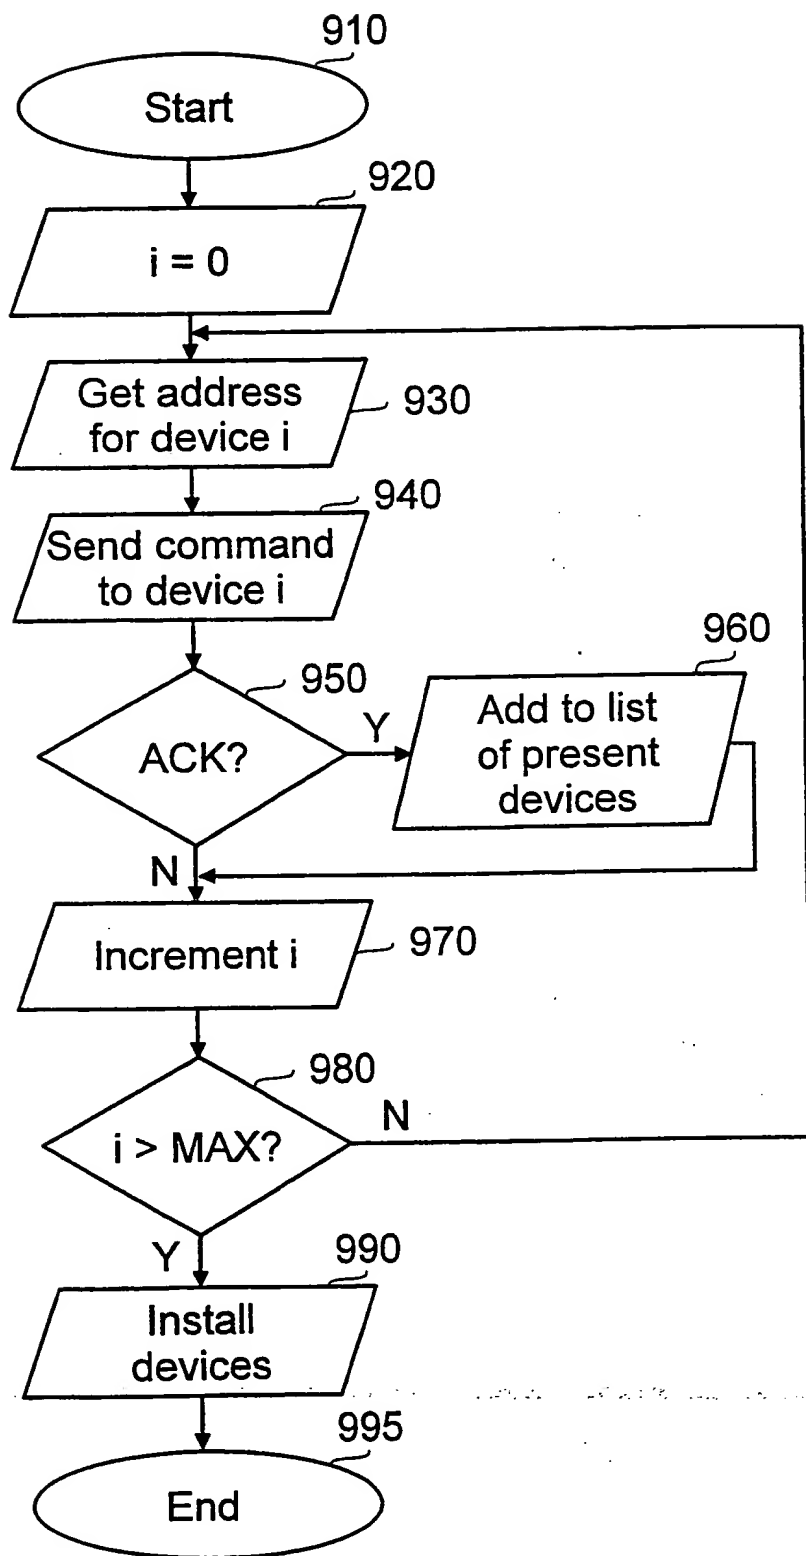 910
Start
920
i = 0
Get address
for device i
930
940
Send command
to device i
950
ACK?
Y
960
Add to list
of present
devices
N
Increment i
970
980
i > MAX?
N
Y
990
Install
devices
995
End